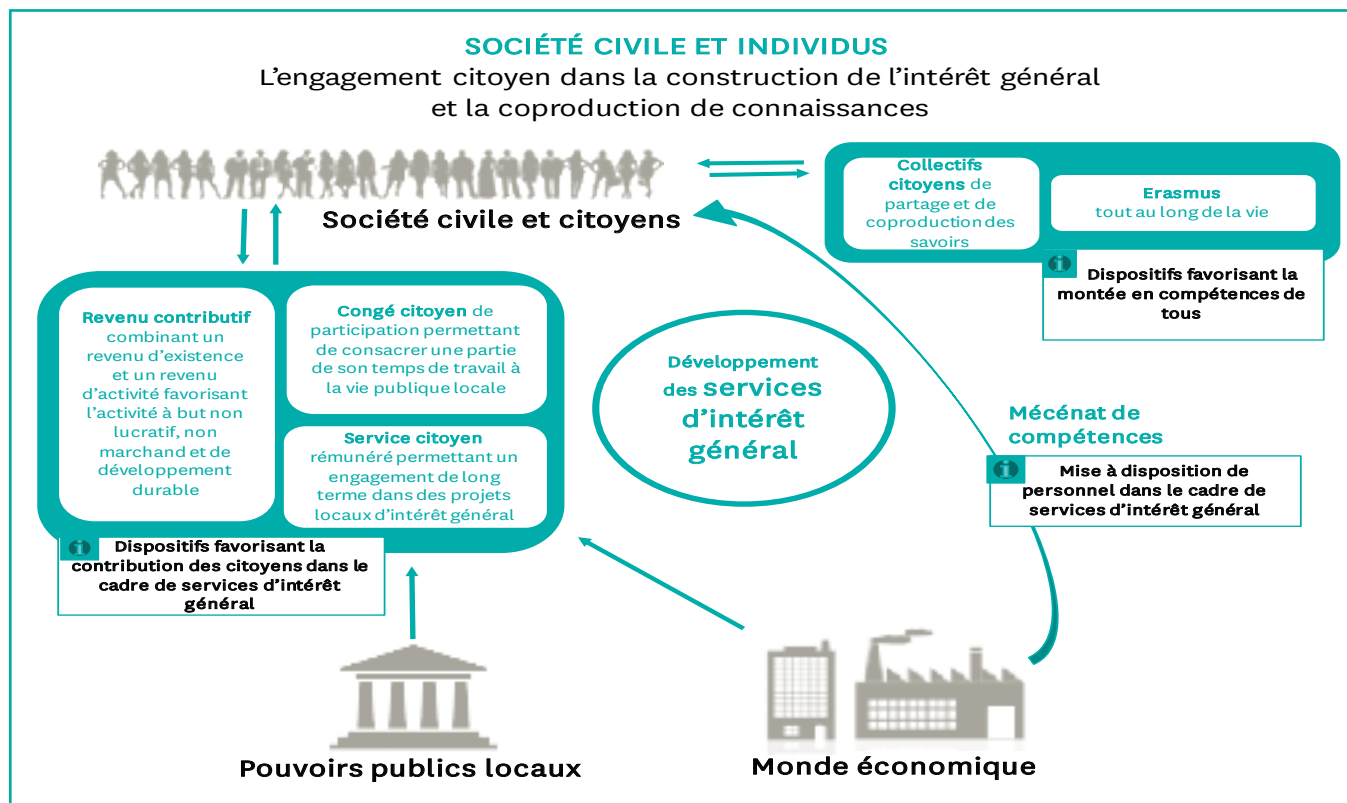 SOCIÉTÉ CIVILE ET INDIVIDUS
L'engagement citoyen dans la construction de l'intérêt général
et la coproduction de connaissances
Société civile et citoyens
Collectifs
citoyens de
partage et de
coproduction des
savoirs
Erasmus
tout au long de la vie
Dispositifs favorisant la
montée en compétences de
tous
Revenu contributif
combinant un
revenu d'existence
et un revenu
d'activité favorisant
l'activité à but non
lucratif, non
marchand et de
développement
durable
Congé citoyen de
participation permettant
de consacrer une partie
de son temps de travail à
la vie publique locale
Service citoyen
rémunéré permettant un
engagement de long
terme dans des projets
locaux d'intérêt général
Dispositifs favorisant la
contribution des citoyens dans le
cadre de services d'intérêt
général
Développement
des services
d'intérêt
général
Mécénat de
compétences
Mise à disposition de
personnel dans le cadre de
services d'intérêt général
Pouvoirs publics locaux
Monde économique